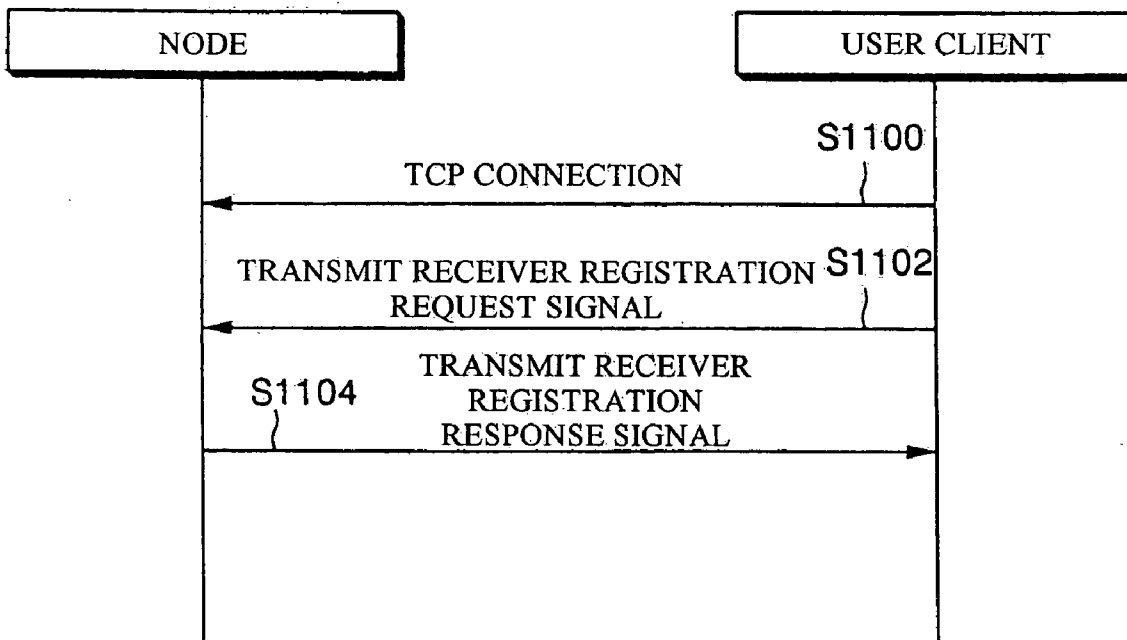 NODE
USER CLIENT
S1100
TCP CONNECTION
TRANSMIT RECEIVER REGISTRATION
S1102
REQUEST SIGNAL
TRANSMIT RECEIVER
S1104
REGISTRATION
RESPONSE SIGNAL